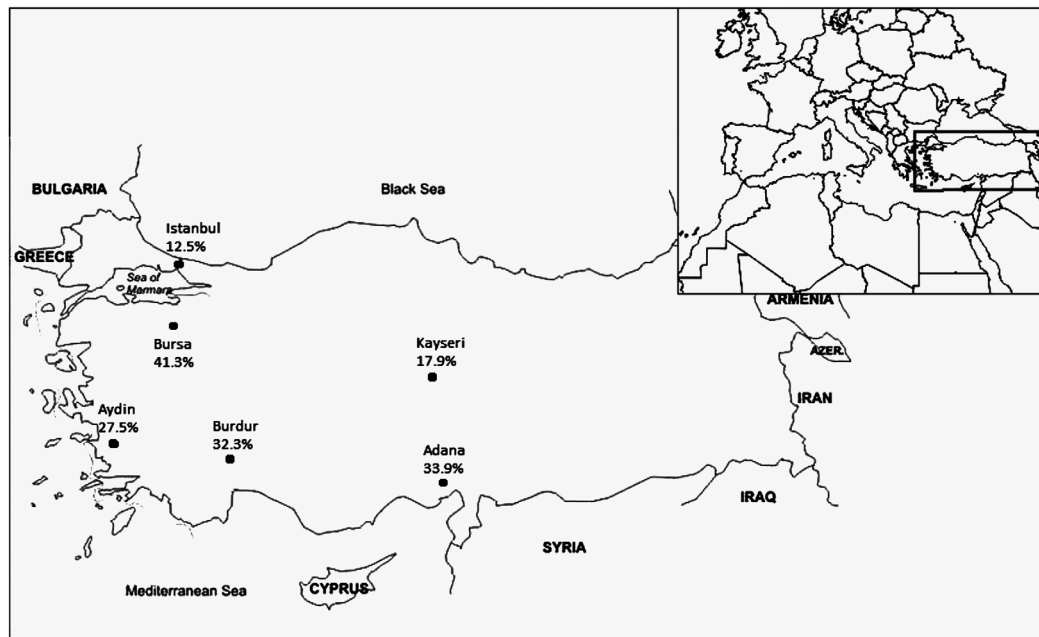 BULGARIA
Black Sea
Istanbul
12.5%
GREECE
Sea of
Marmara
ARMENIA
Bursa
41.3%
Kayseri
17.9%
AZER.
IRAN
Aydin
27.5%
Burdur
32.3%
Adana
33.9%
IRAQ
SYRIA
Mediterranean Sea
CYPRUS